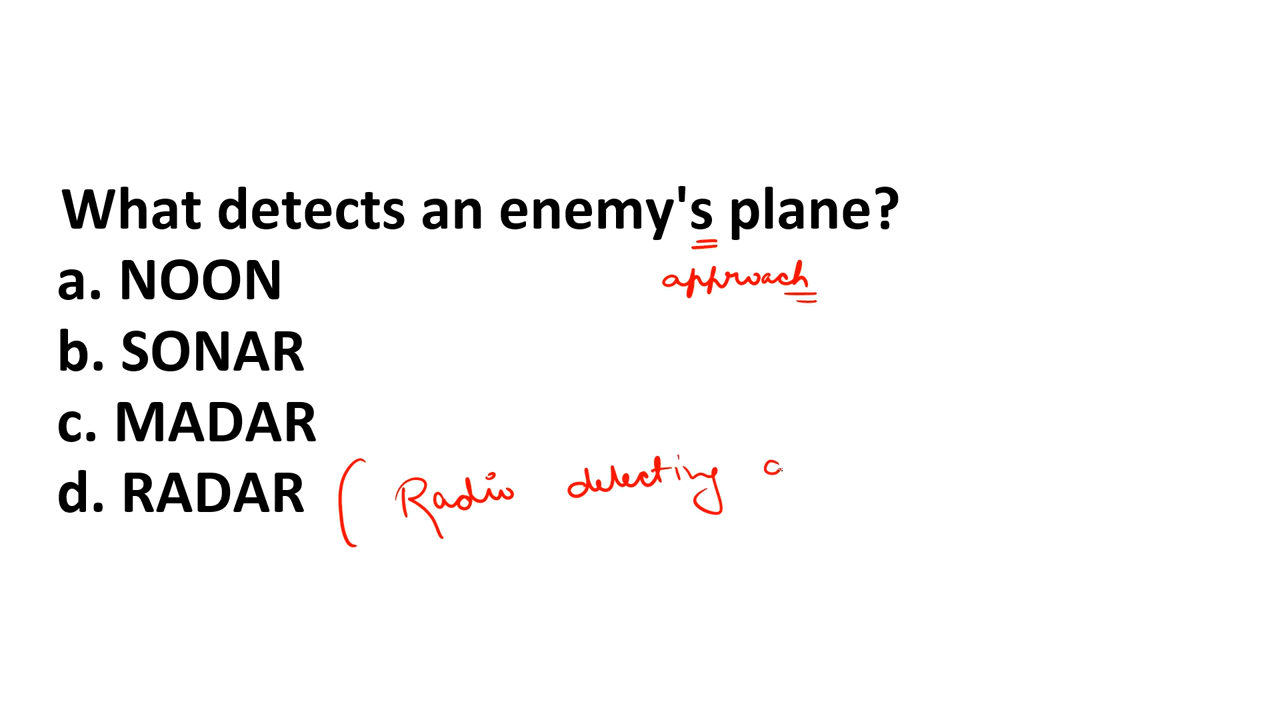 What detects an enemy's plane?
a. NOON
approach
b. SONAR
c. MADAR
d. RADAR ( Radio detecting a